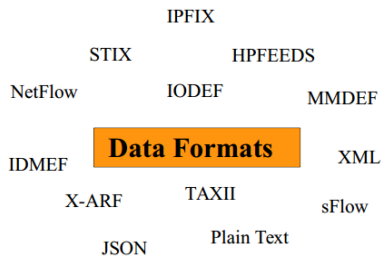 IPFIX
STIX
HPFEEDS
NetFlow
IODEF
MMDEF
Data Formats
IDMEF
XML
X-ARF
TAXII
sFlow
JSON
Plain Text